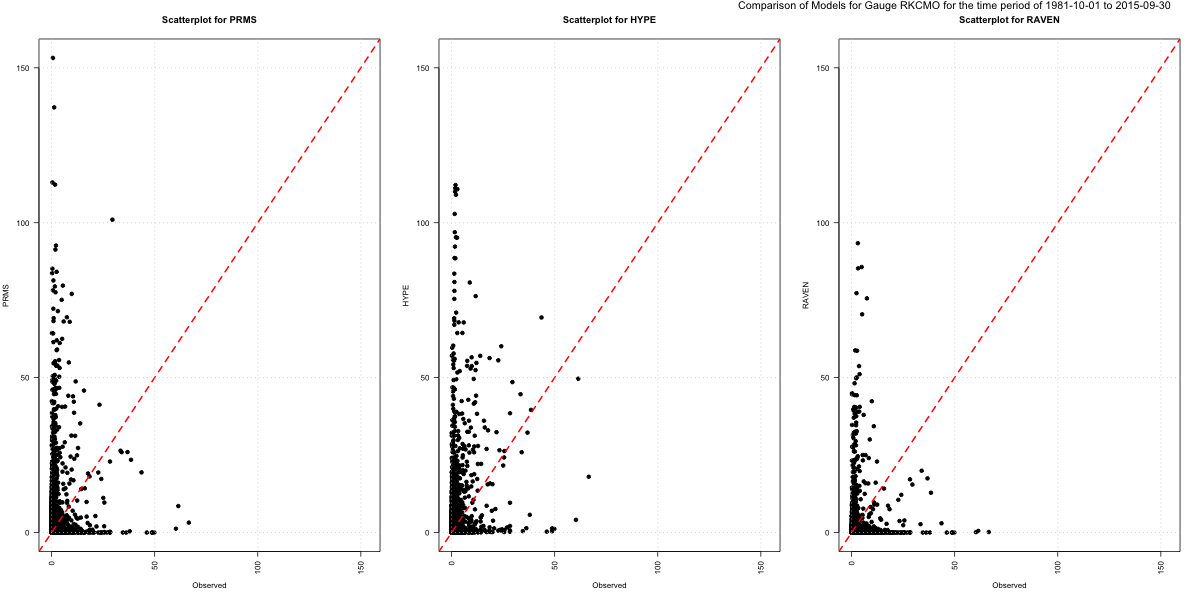 Comparison of Models for Gauge RKCMO for the time period of 1981-10-01 to 2015-09-30
Scatterplot for PRMS
Scatterplot for HYPE
Scatterplot for RAVEN
150
100
50
0
PRMS
0
50
100
150
Observed
150
100
50
0
HYPE
0
50
100
150
Observed
150
100
50
0
RAVEN
0
50
100
150
Observed